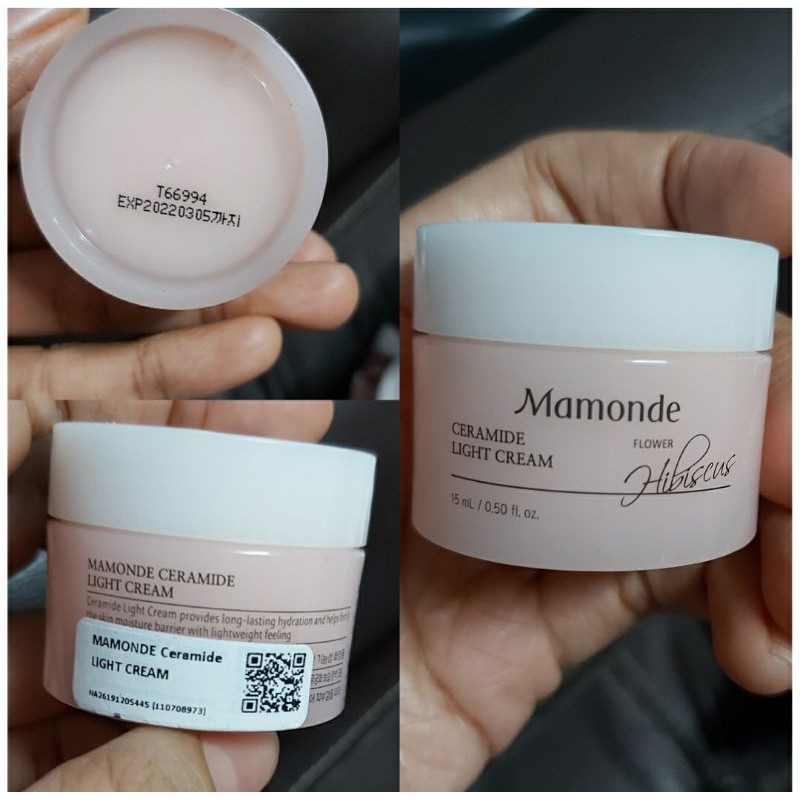 T66994
EXP20220305까지
Mamonde
CERAMIDE
LIGHT CREAM
FLOWER
Hibiscus
15 mL / 0.50 fl. oz.
MAMONDE CERAMIDE
LIGHT CREAM
Ceramide Light Cream provides long-lasting hydration and helps
the skin moisture barrier with lightweight feeling
MAMONDE Ceramide
LIGHT CREAM
NA26191205445 (110708973)